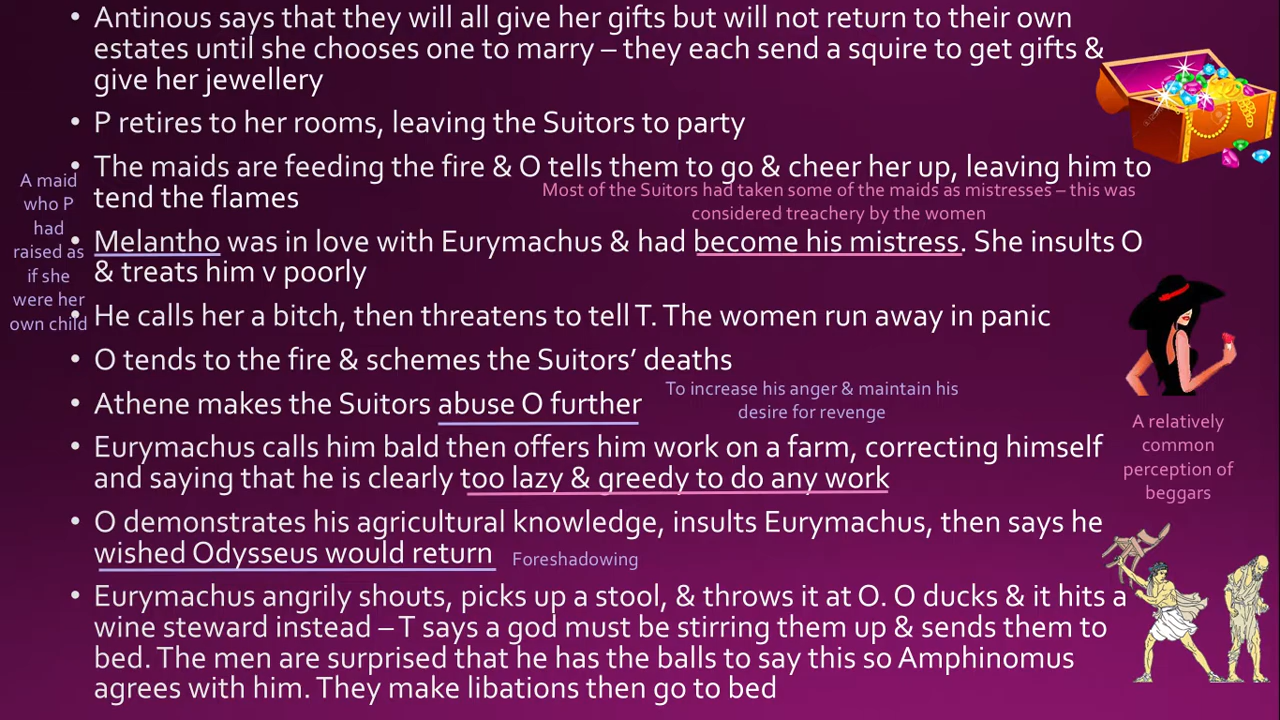 • Antinous says that they will all give her gifts but will not return to their own
estates until she chooses one to marry – they each send a squire to get gifts &
give her jewellery
• P retires to her rooms, leaving the Suitors to party
• The maids are feeding the fire & O tells them to go & cheer her up, leaving him to
tend the flames
Most of the Suitors had taken some of the maids as mistresses – this was
considered treachery by the women
A maid
who P
had
raised as
if she
were her
own child
• Melantho was in love with Eurymachus & had become his mistress. She insults O
& treats him v poorly
• He calls her a bitch, then threatens to tell T. The women run away in panic
• O tends to the fire & schemes the Suitors’ deaths
• Athene makes the Suitors abuse O further
To increase his anger & maintain his
desire for revenge
• Eurymachus calls him bald then offers him work on a farm, correcting himself
and saying that he is clearly too lazy & greedy to do any work
A relatively
common
perception of
beggars
• O demonstrates his agricultural knowledge, insults Eurymachus, then says he
wished Odysseus would return
Foreshadowing
• Eurymachus angrily shouts, picks up a stool, & throws it at O. O ducks & it hits a
wine steward instead – T says a god must be stirring them up & sends them to
bed. The men are surprised that he has the balls to say this so Amphinomus
agrees with him. They make libations then go to bed